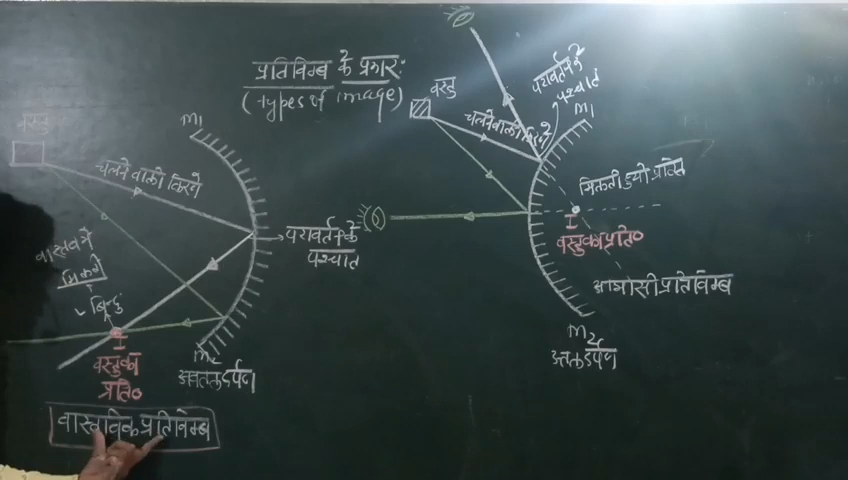 प्रतिबिम्ब के प्रकार:
(Types of image)
वस्तु
M1
चलने वाली किरणें
परावर्तन के
पश्चात
वास्तव में
मिलने
बिन्दु
I
वस्तु का
प्रति०
M2
अवतल दर्पण
वास्तविक प्रतिबिम्ब
वस्तु
चलने वाली किरणें
परावर्तन के
पश्चात
M1
मिलती हुयी प्रतित
I
वस्तु का प्रति०
आभासी प्रतिबिम्ब
M2
दर्पण